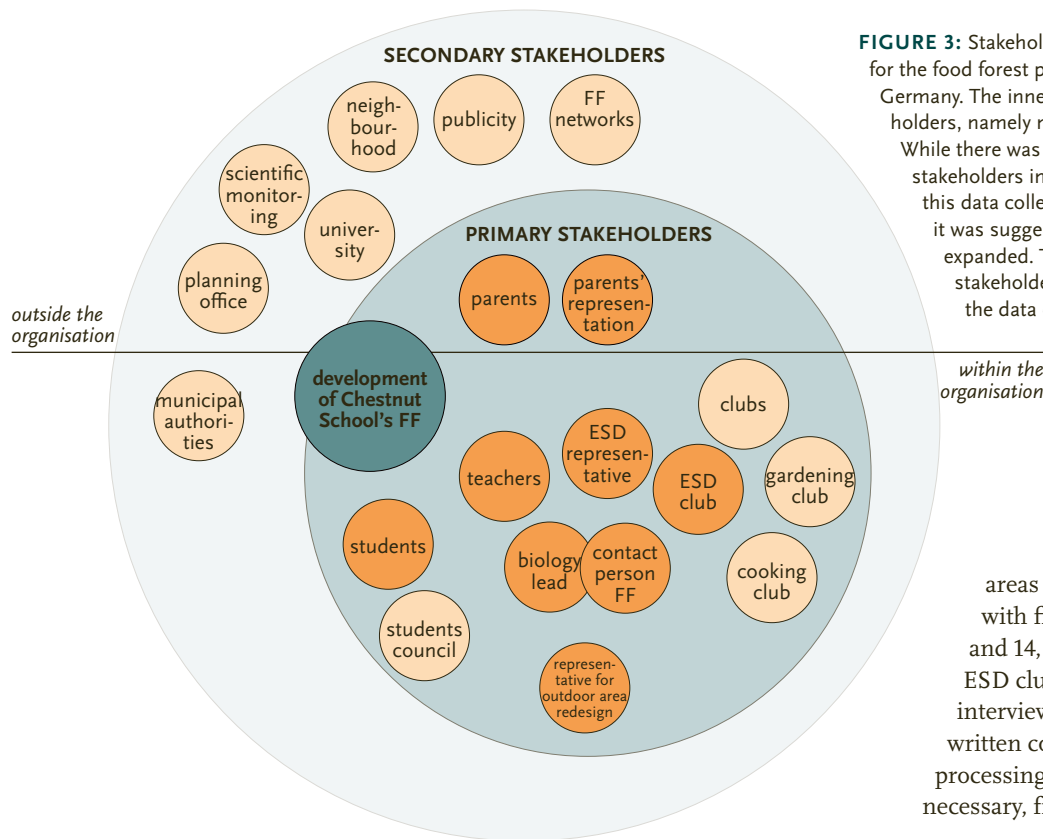 SECONDARY STAKEHOLDERS
neigh-
bour-
hood
publicity
FF
networks
scientific
monitor-
ing
univer-
sity
planning
office
PRIMARY STAKEHOLDERS
parents
parents'
represen-
tation
outside the
organisation
within the
organisation
development
of Chestnut
School's FF
municipal
authori-
ties
clubs
teachers
ESD
represen-
tative
ESD
club
gardening
club
students
biology
lead
contact
person
FF
cooking
club
students
council
represen-
tative for
outdoor area
redesign
FIGURE 3: Stakehol
for the food forest p
Germany. The inne
holders, namely r
While there was
stakeholders in
this data colle
it was sugge
expanded. T
stakeholde
the data
areas
with fi
and 14,
ESD clu
interview
written co
processing
necessary, fi